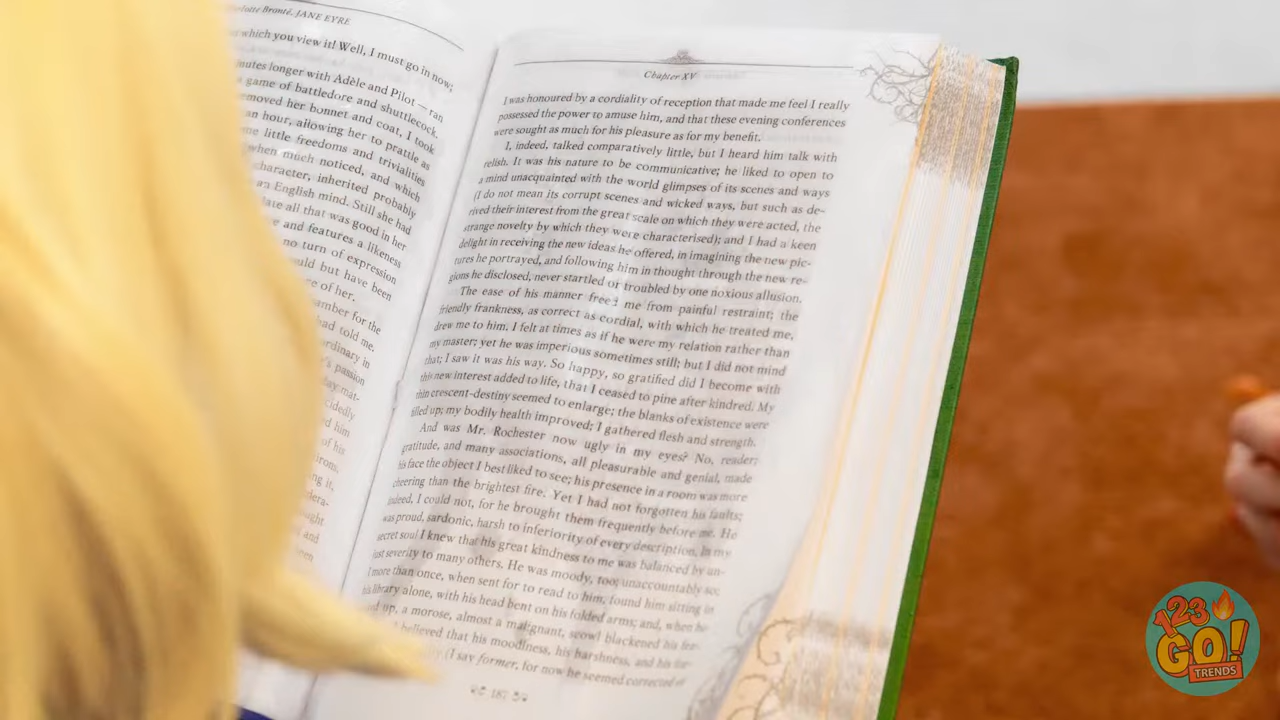 Charlotte Brontë, JANE EYRE
which you view it! Well, I must go in now;
minutes longer with Adèle and Pilot — ran
game of battledore and shuttlecock.
removed her bonnet and coat, I took
an hour, allowing her to prattle as
little freedoms and trivialities
when much noticed, and which
character, inherited probably
an English mind. Still she had
all that was good in her
and features a likeness
no turn of expression
but have been
of her.
for the
had told me.
in
passion
him
of his
and
been
Chapter XV
I was honoured by a cordiality of reception that made me feel I really
possessed the power to amuse him, and that these evening conferences
were sought as much for his pleasure as for my benefit.
I, indeed, talked comparatively little, but I heard him talk with
relish. It was his nature to be communicative; he liked to open to
a mind unacquainted with the world glimpses of its scenes and ways
(I do not mean its corrupt scenes and wicked ways, but such as de-
rived their interest from the great scale on which they were acted, the
strange novelty by which they were characterised); and I had a keen
delight in receiving the new ideas he offered, in imagining the new pic-
tures he portrayed, and following him in thought through the new re-
gions he disclosed, never startled or troubled by one noxious allusion.
The ease of his manner freed me from painful restraint; the
friendly frankness, as correct as cordial, with which he treated me,
drew me to him. I felt at times as if he were my relation rather than
my master; yet he was imperious sometimes still; but I did not mind
that; I saw it was his way. So happy, so gratified did I become with
this new interest added to life, that I ceased to pine after kindred. My
thin crescent-destiny seemed to enlarge; the blanks of existence were
filled up; my bodily health improved; I gathered flesh and strength.
And was Mr. Rochester now ugly in my eyes? No, reader;
gratitude, and many associations, all pleasurable and genial, made
his face the object I best liked to see; his presence in a room was more
cheering than the brightest fire. Yet I had not forgotten his faults;
indeed, I could not, for he brought them frequently before me. He
was proud, sardonic, harsh to inferiority of every description. In my
secret soul I knew that his great kindness to me was balanced by un-
just severity to many others. He was moody, too; unaccountably so;
I more than once, when sent for to read to him, found him sitting in
his library alone, with his head bent on his folded arms; and, when he
up, a morose, almost a malignant, scowl blackened his fea-
I believed that his moodiness, his harshness, and his for-
(I say former, for now he seemed corrected of
187
123
GO!
TRENDS